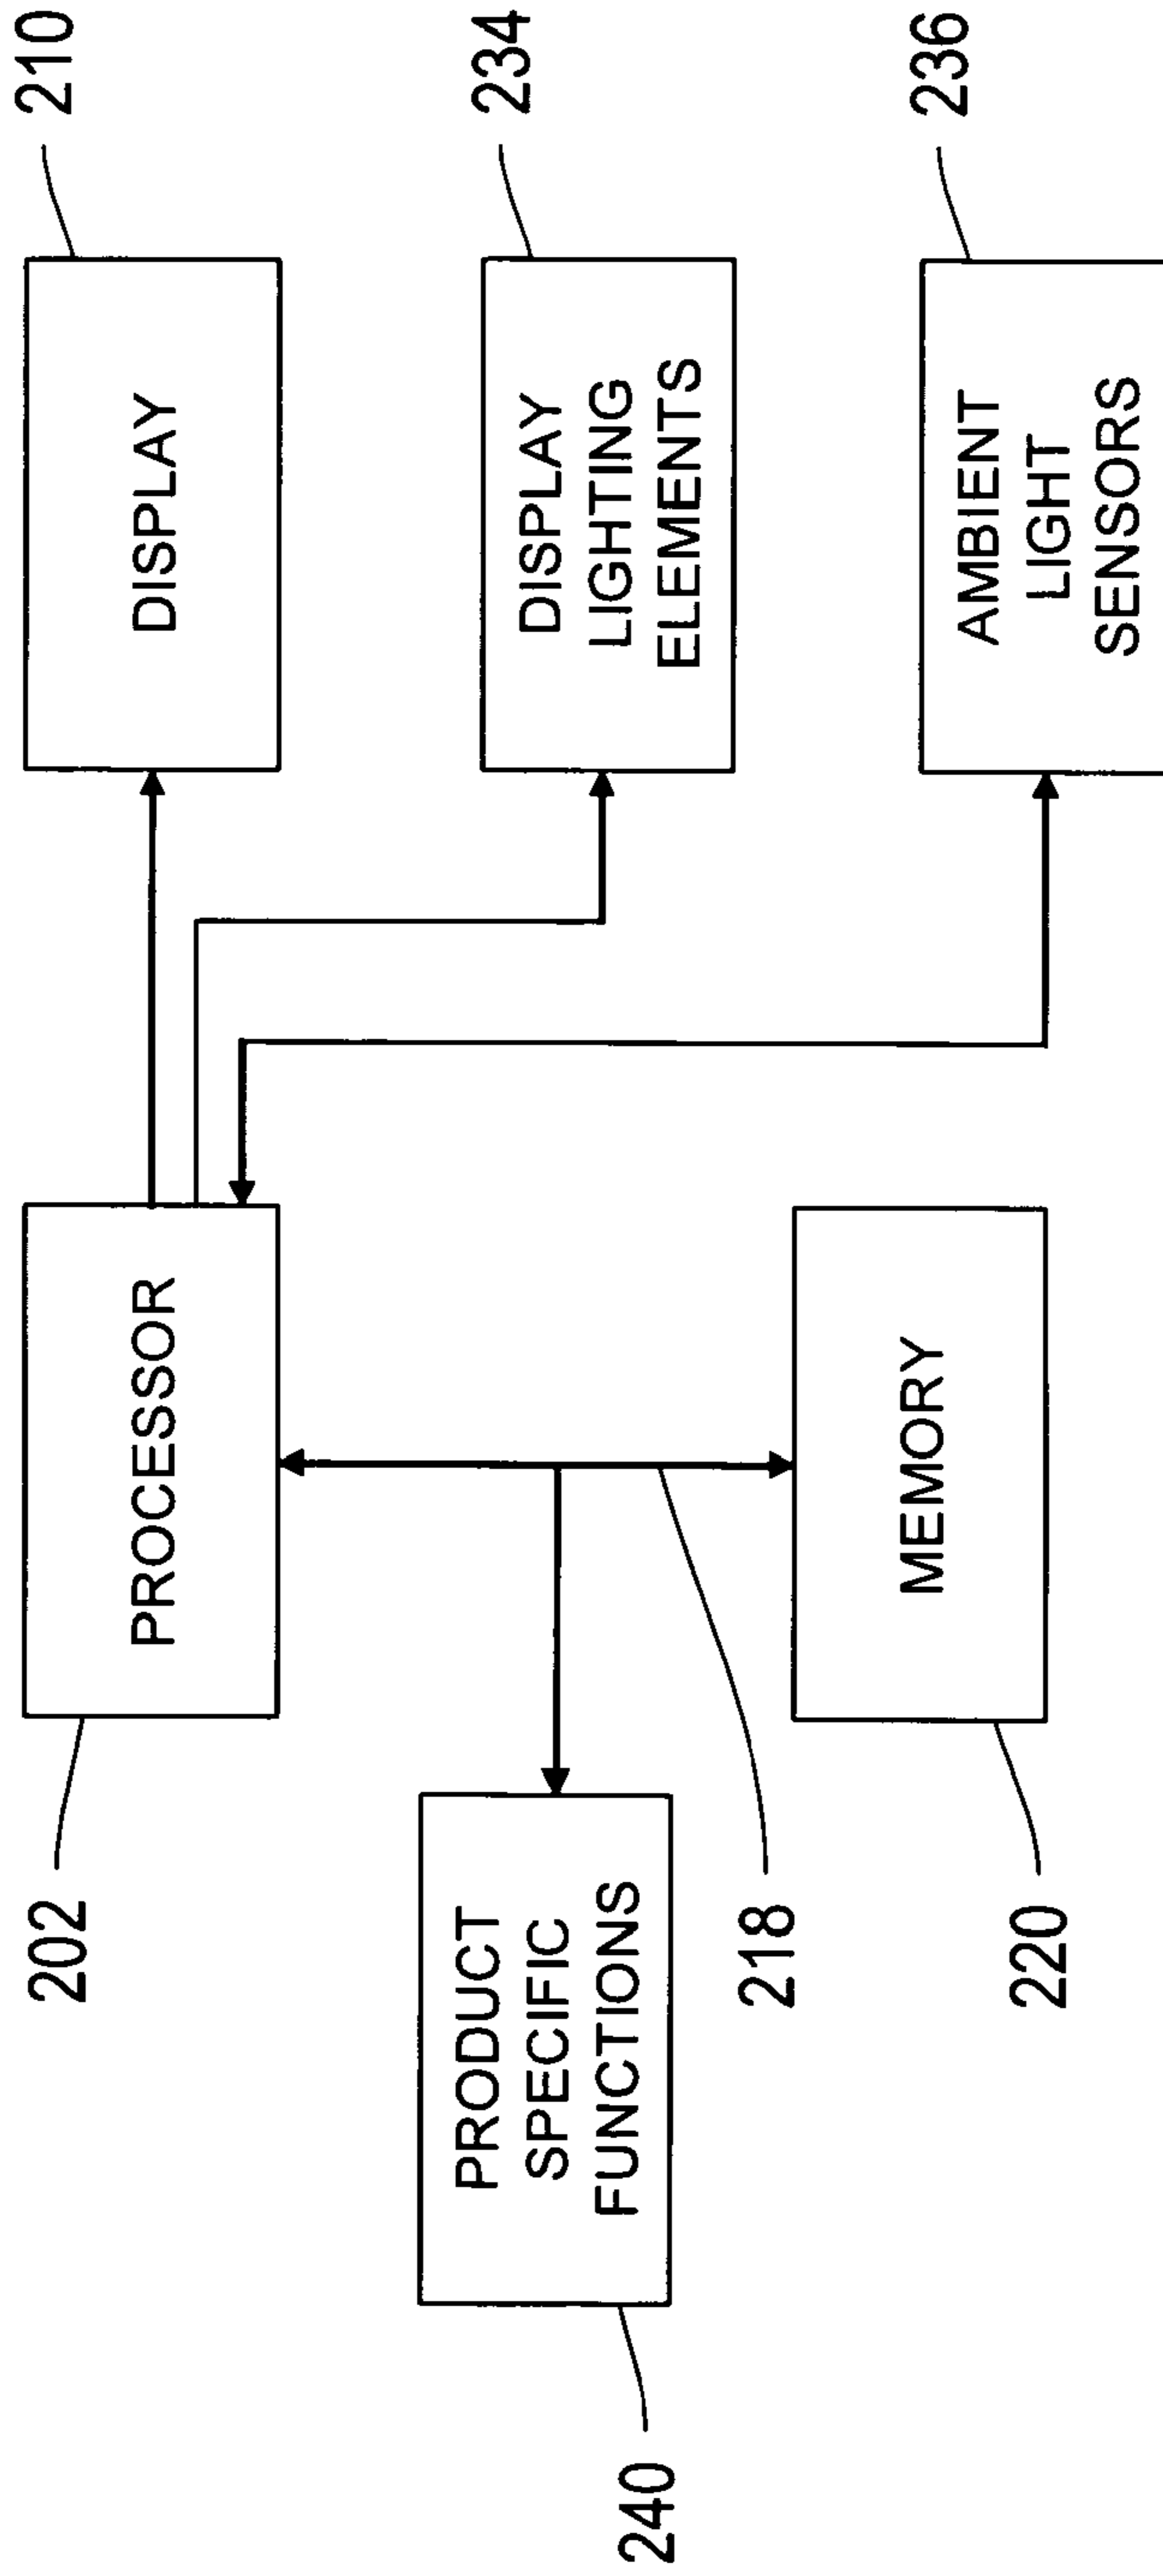 202
PROCESSOR
DISPLAY
210
240
PRODUCT
SPECIFIC
FUNCTIONS
DISPLAY
LIGHTING
ELEMENTS
234
218
220
MEMORY
AMBIENT
LIGHT
SENSORS
236